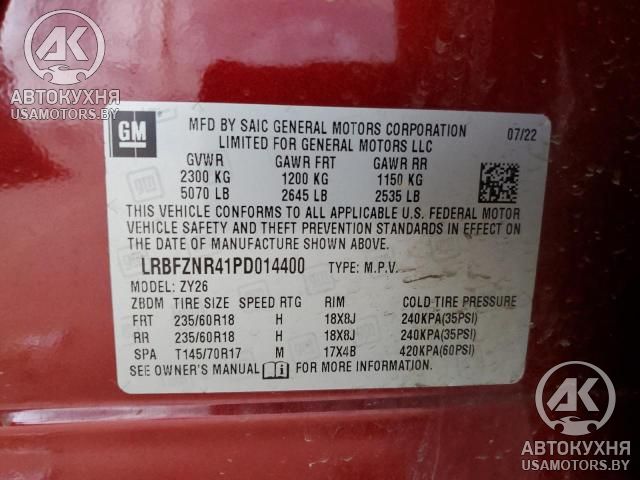 AK
АВТОКУХНЯ
USAMOTORS.BY
GM
MFD BY SAIC GENERAL MOTORS CORPORATION 07/22
LIMITED FOR GENERAL MOTORS LLC
GVWR GAWR FRT GAWR RR
2300 KG 1200 KG 1150 KG
5070 LB 2645 LB 2535 LB
THIS VEHICLE CONFORMS TO ALL APPLICABLE U.S. FEDERAL MOTOR
VEHICLE SAFETY AND THEFT PREVENTION STANDARDS IN EFFECT ON
THE DATE OF MANUFACTURE SHOWN ABOVE.
LRBFZNR41PD014400 TYPE: M.P.V.
MODEL: ZY26
ZBDM TIRE SIZE SPEED RTG RIM COLD TIRE PRESSURE
FRT 235/60R18 H 18X8J 240KPA(35PSI)
RR 235/60R18 H 18X8J 240KPA(35PSI)
SPA T145/70R17 M 17X4B 420KPA(60PSI)
SEE OWNER'S MANUAL FOR MORE INFORMATION.
AK
АВТОКУХНЯ
USAMOTORS.BY